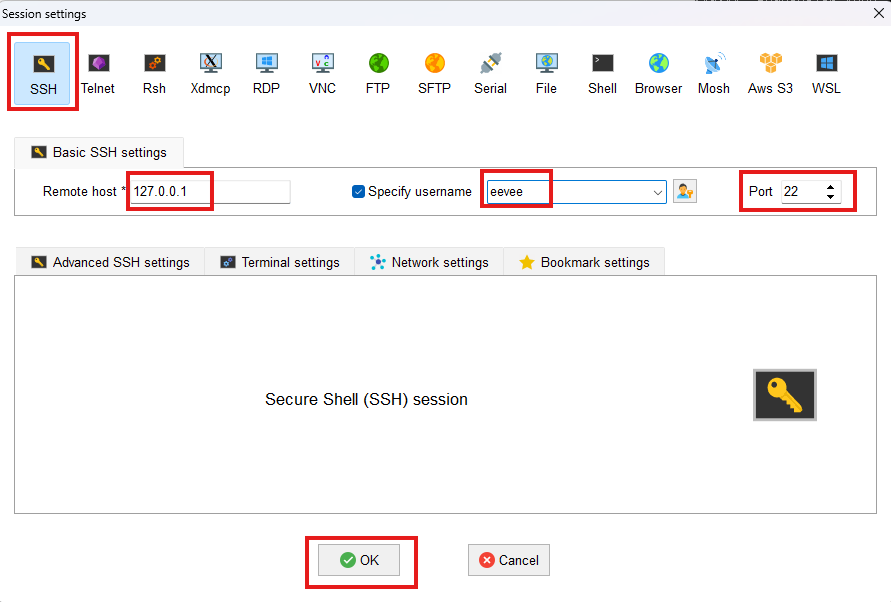 Session settings
SSH Telnet Rsh Xdmcp RDP VNC FTP SFTP Serial File Shell Browser Mosh Aws S3 WSL
Basic SSH settings
Remote host * 127.0.0.1 Specify username eevee Port 22
Advanced SSH settings Terminal settings Network settings Bookmark settings
Secure Shell (SSH) session
OK Cancel